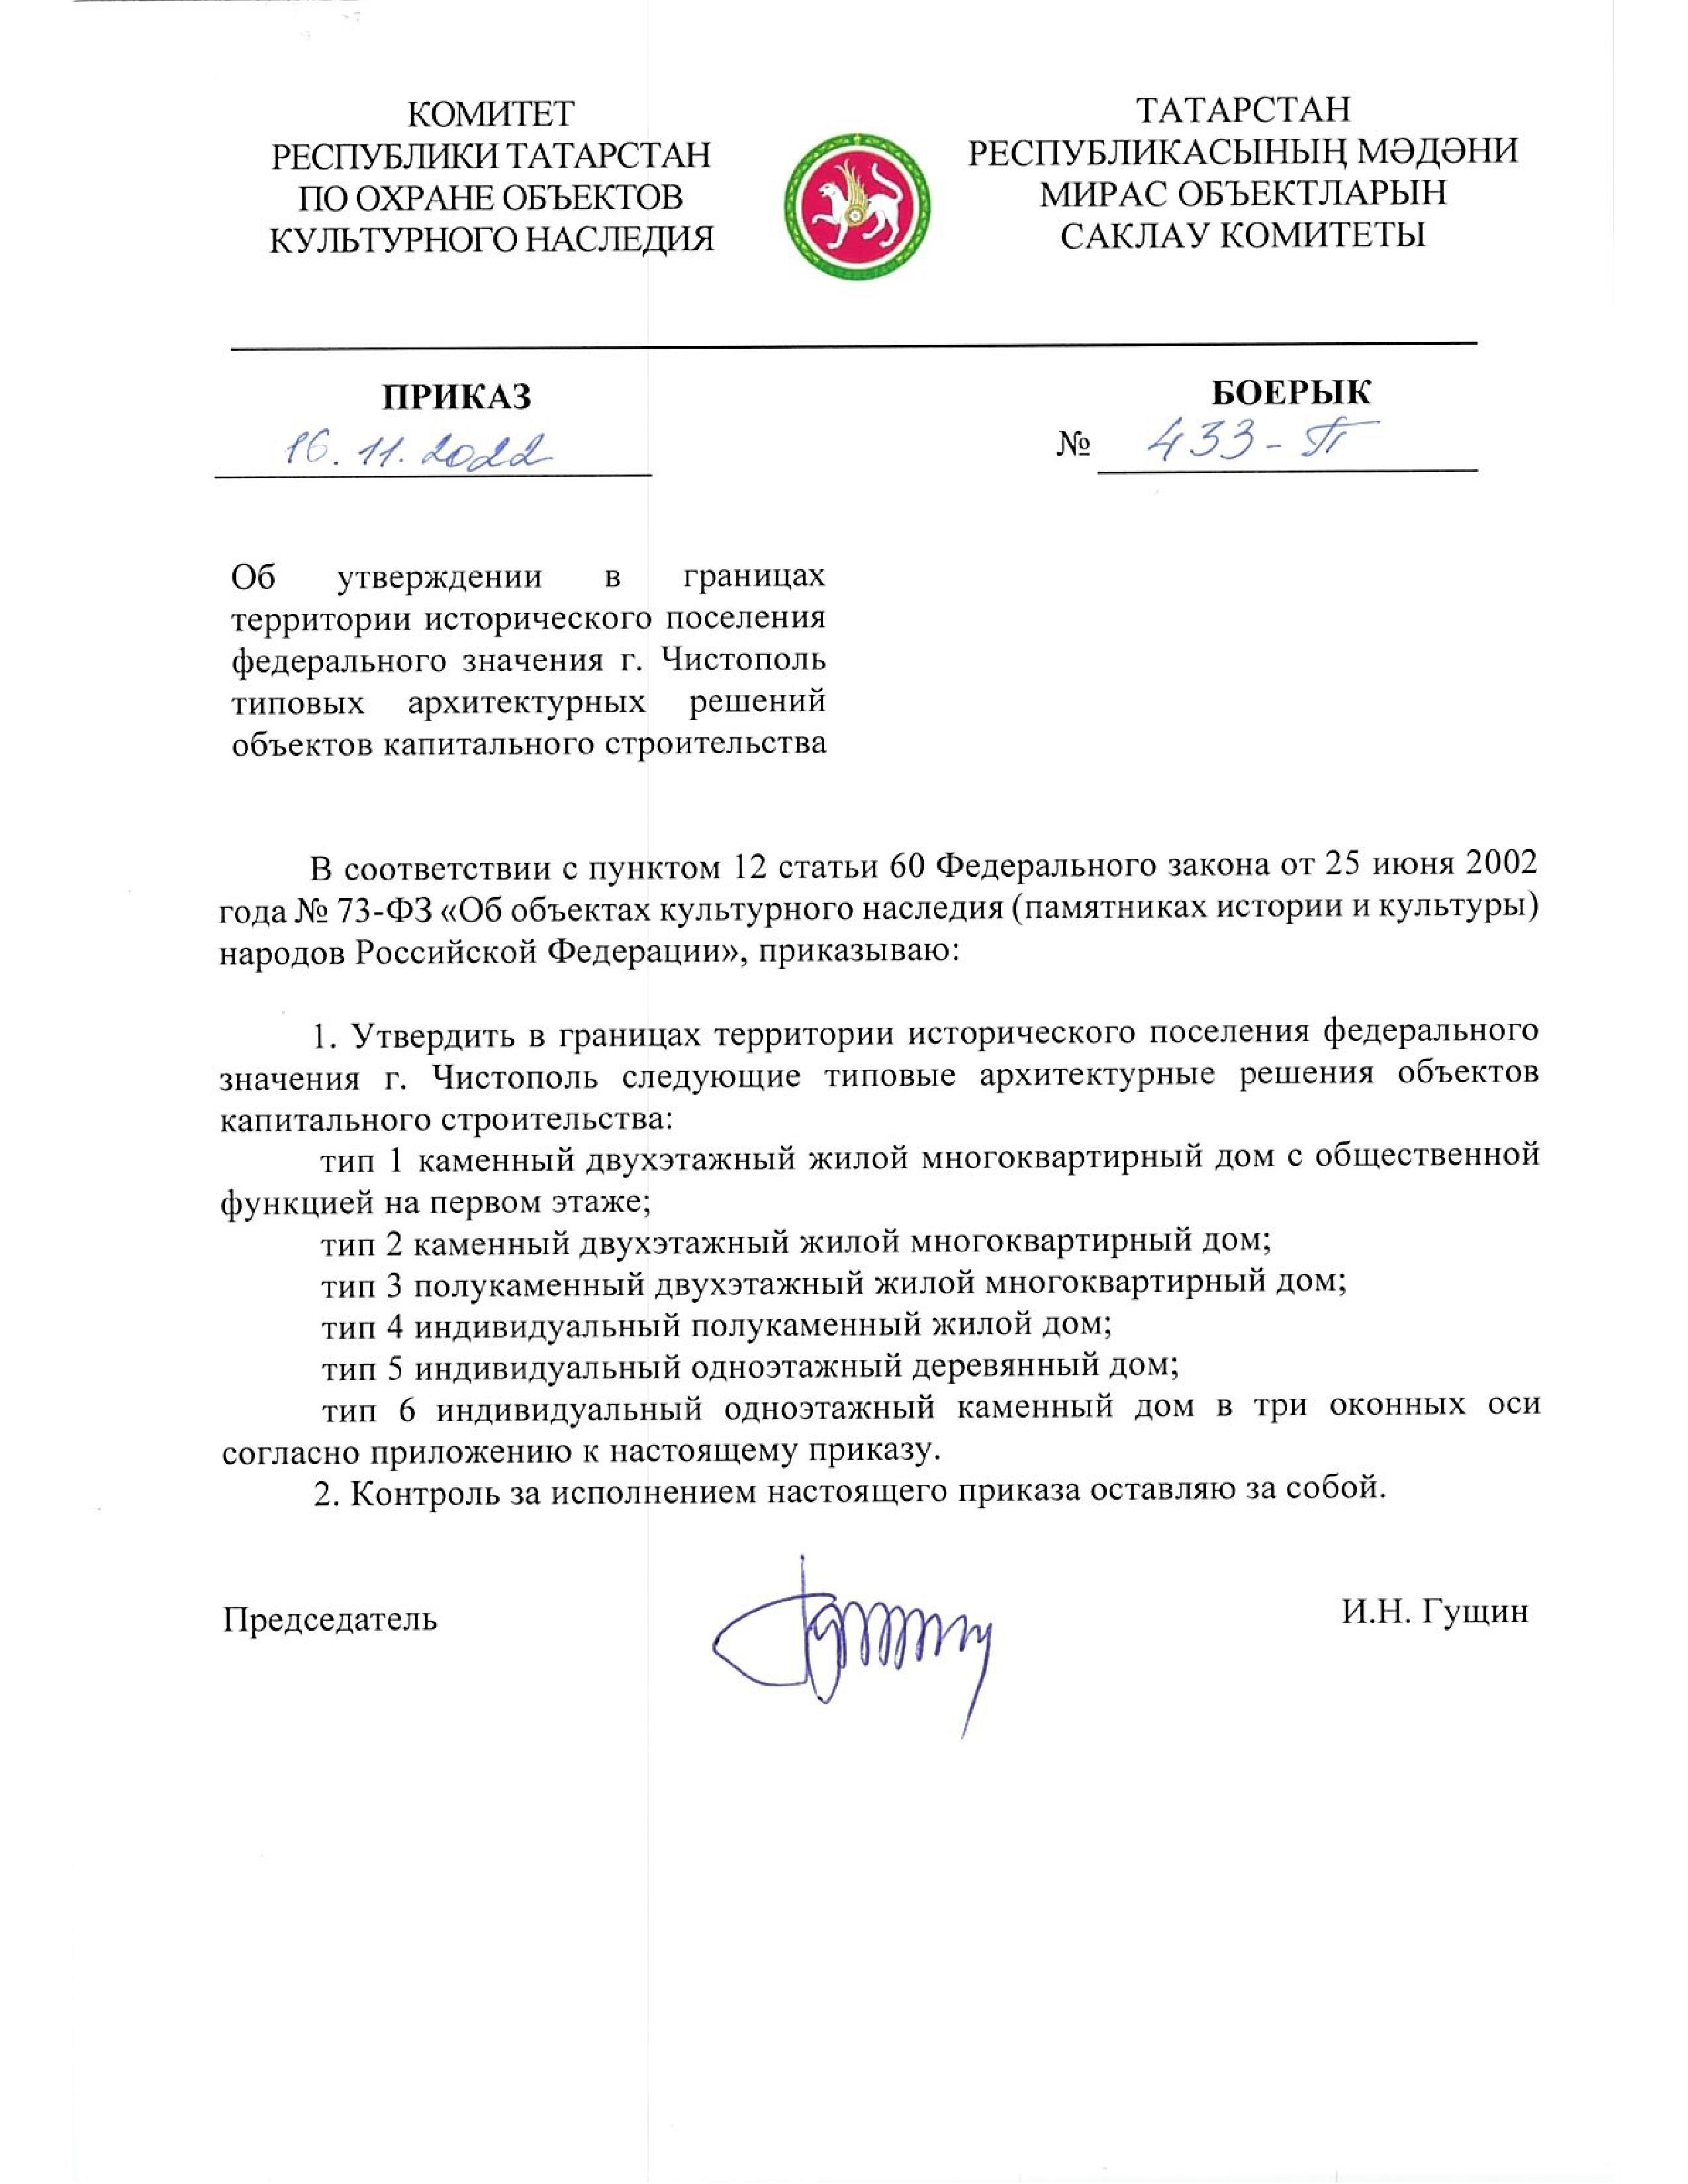 КОМИТЕТ
РЕСПУБЛИКИ ТАТАРСТАН
ПО ОХРАНЕ ОБЪЕКТОВ
КУЛЬТУРНОГО НАСЛЕДИЯ
ТАТАРСТАН
РЕСПУБЛИКАСЫНЫҢ МӘДӘНИ
МИРАС ОБЪЕКТЛАРЫН
САКЛАУ КОМИТЕТЫ
ПРИКАЗ
БОЕРЫК
16.11.2022
№ 433-П
Об утверждении в границах
территории исторического поселения
федерального значения г. Чистополь
типовых архитектурных решений
объектов капитального строительства
В соответствии с пунктом 12 статьи 60 Федерального закона от 25 июня 2002
года № 73-ФЗ «Об объектах культурного наследия (памятниках истории и культуры)
народов Российской Федерации», приказываю:
1. Утвердить в границах территории исторического поселения федерального
значения г. Чистополь следующие типовые архитектурные решения объектов
капитального строительства:
тип 1 каменный двухэтажный жилой многоквартирный дом с общественной
функцией на первом этаже;
тип 2 каменный двухэтажный жилой многоквартирный дом;
тип 3 полукаменный двухэтажный жилой многоквартирный дом;
тип 4 индивидуальный полукаменный жилой дом;
тип 5 индивидуальный одноэтажный деревянный дом;
тип 6 индивидуальный одноэтажный каменный дом в три оконных оси
согласно приложению к настоящему приказу.
2. Контроль за исполнением настоящего приказа оставляю за собой.
Председатель
И.Н. Гущин